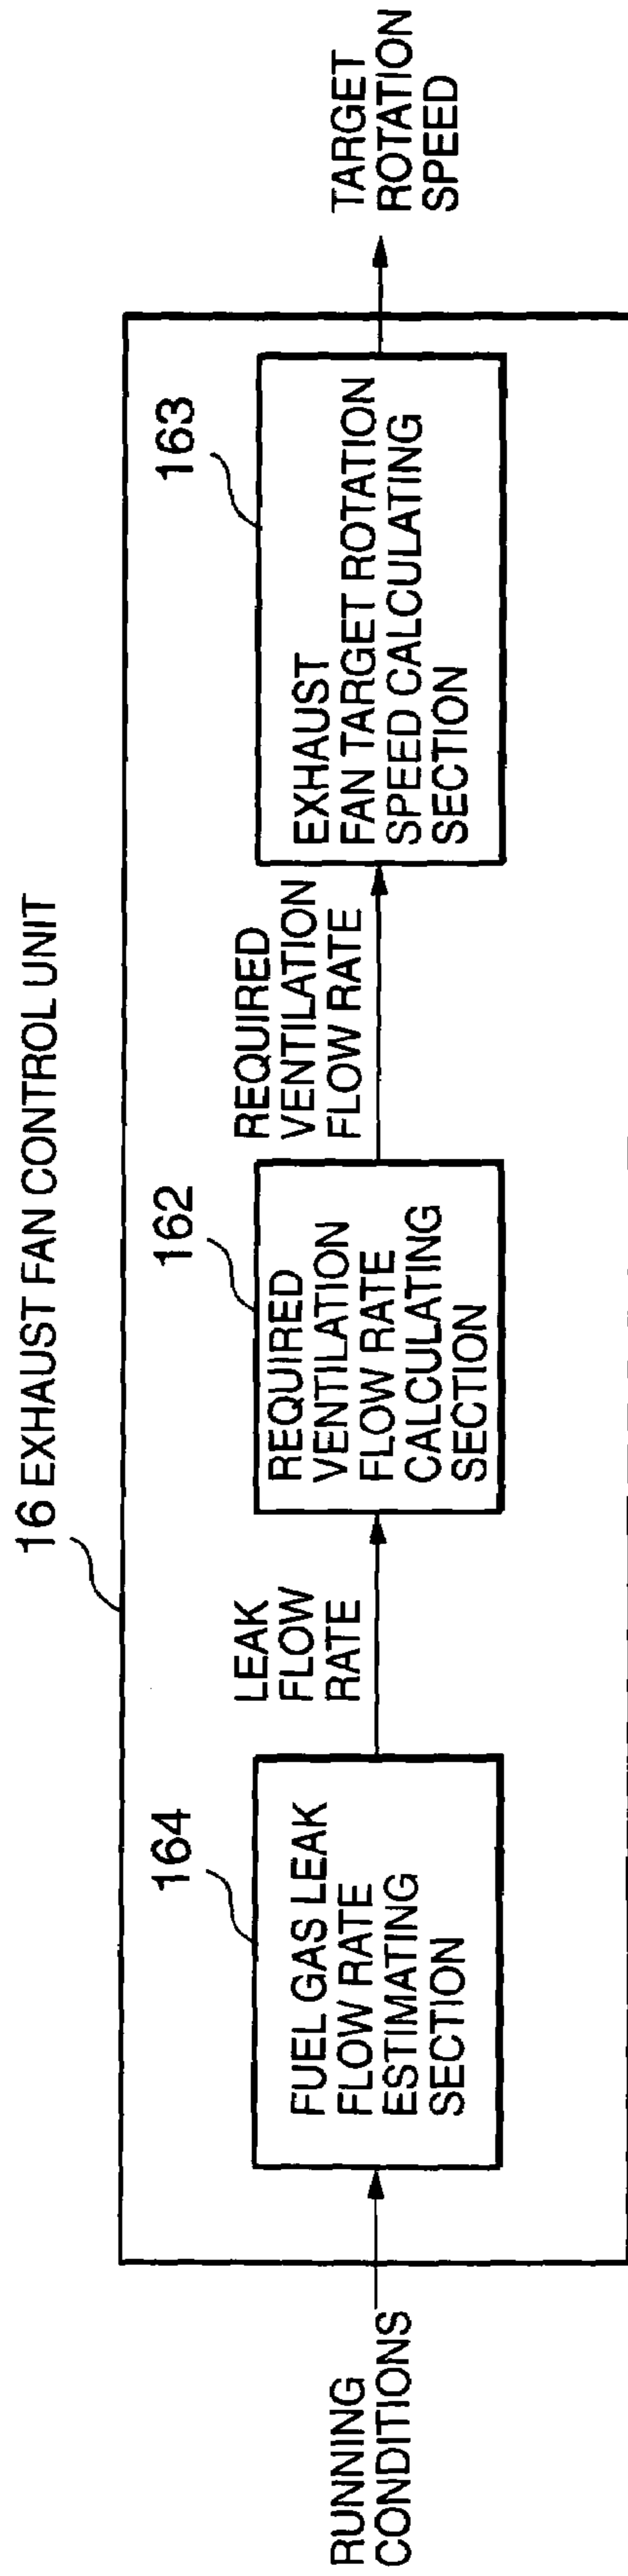 16 EXHAUST FAN CONTROL UNIT
RUNNING
CONDITIONS
164
FUEL GAS LEAK
FLOW RATE
ESTIMATING
SECTION
LEAK
FLOW
RATE
162
REQUIRED
VENTILATION
FLOW RATE
CALCULATING
SECTION
REQUIRED
VENTILATION
FLOW RATE
163
EXHAUST
FAN TARGET ROTATION
SPEED CALCULATING
SECTION
TARGET
ROTATION
SPEED